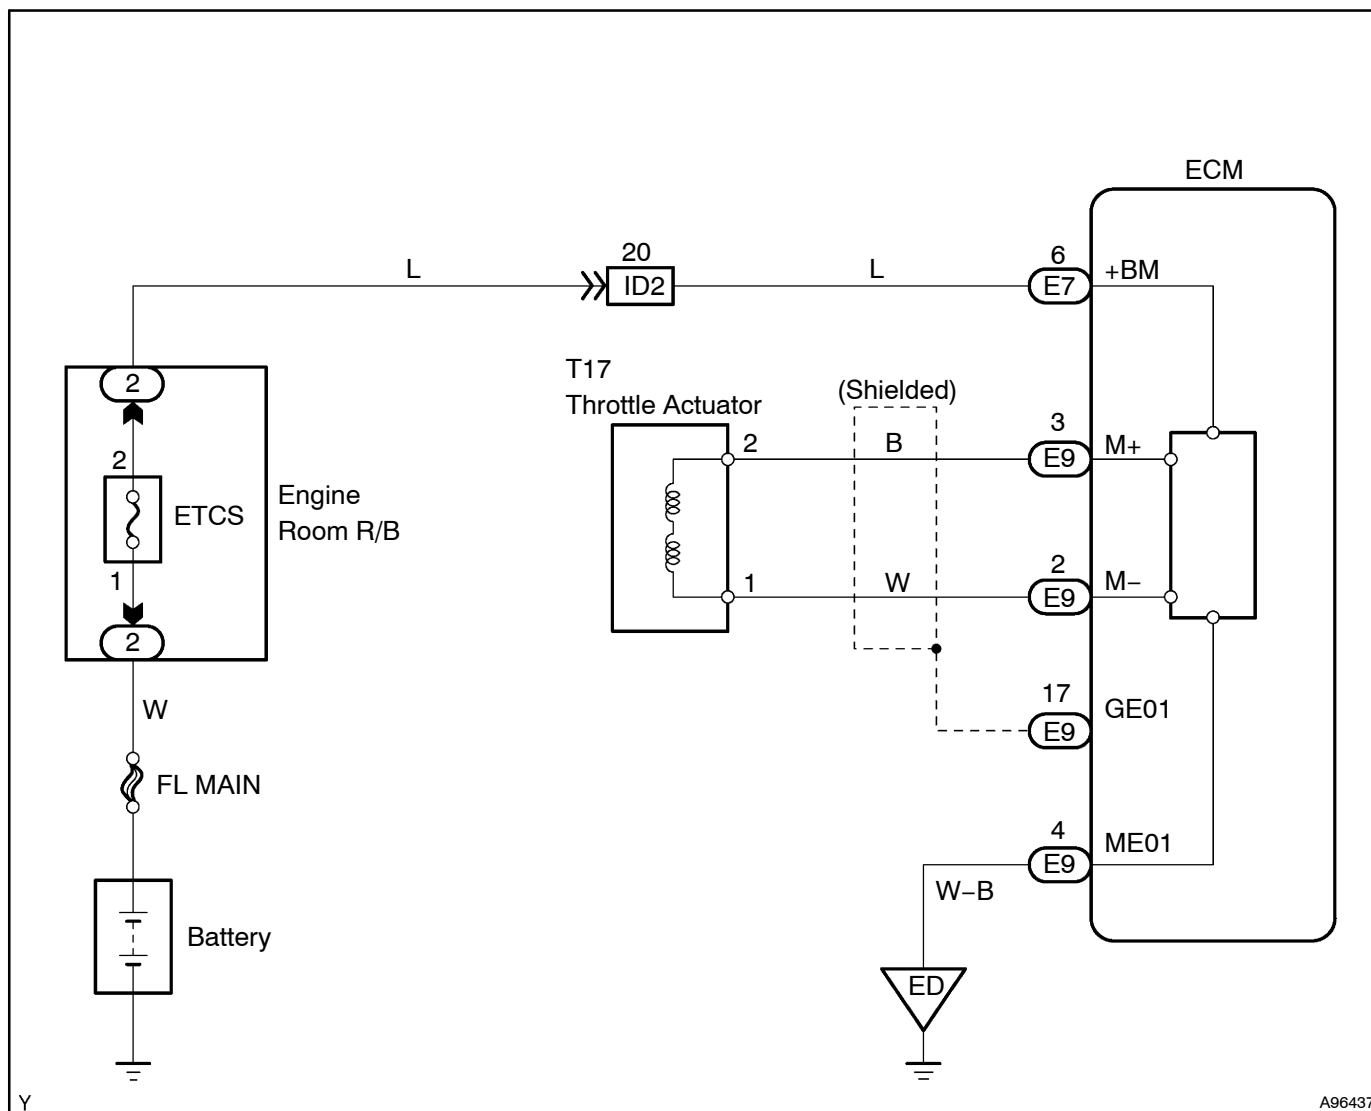 ECM
20
6
L
L
ID2
E7
+BM
T17
Throttle Actuator
(Shielded)
2
3
2
B
E9
M+
2
ETCS
Engine
Room R/B
1
2
1
W
E9
M−
2
W
17
GE01
E9
FL MAIN
4
ME01
E9
W−B
Battery
ED
Y
A96437